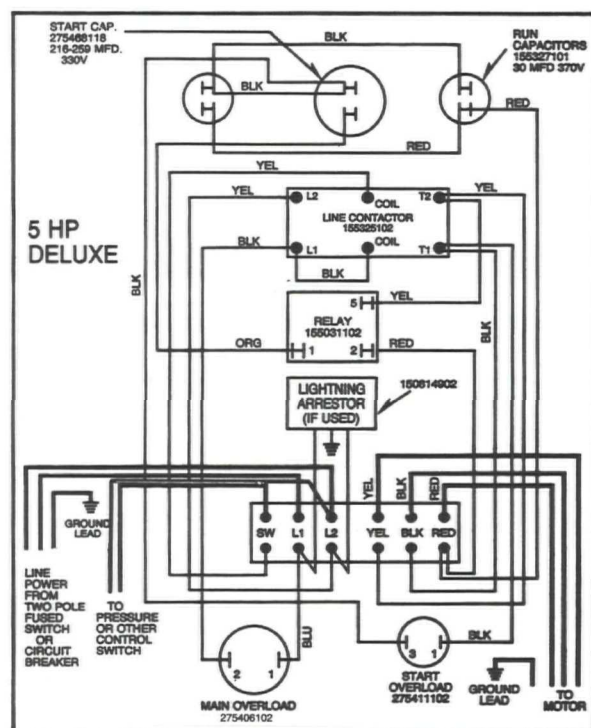 START CAP.
275468118
216-259 MFD.
330V
BLK
RUN
CAPACITORS
155327101
30 MFD 370V
BLK
RED
RED
YEL
YEL
L2
COIL
T2
YEL
LINE CONTACTOR
155325102
5 HP
DELUXE
BLK
L1
COIL
T1
BLK
BLK
5
YEL
RELAY
155031102
BLK
ORG
1
2
RED
LIGHTNING
ARRESTOR
(IF USED)
150814902
YEL
BLK
RED
GROUND
LEAD
SW
L1
L2
YEL
BLK
RED
LINE
POWER
FROM
TWO POLE
FUSED
SWITCH
OR
CIRCUIT
BREAKER
TO
PRESSURE
OR OTHER
CONTROL
SWITCH
BLU
2
1
MAIN OVERLOAD
275406102
3
1
BLK
START
OVERLOAD
275411102
GROUND
LEAD
TO
MOTOR